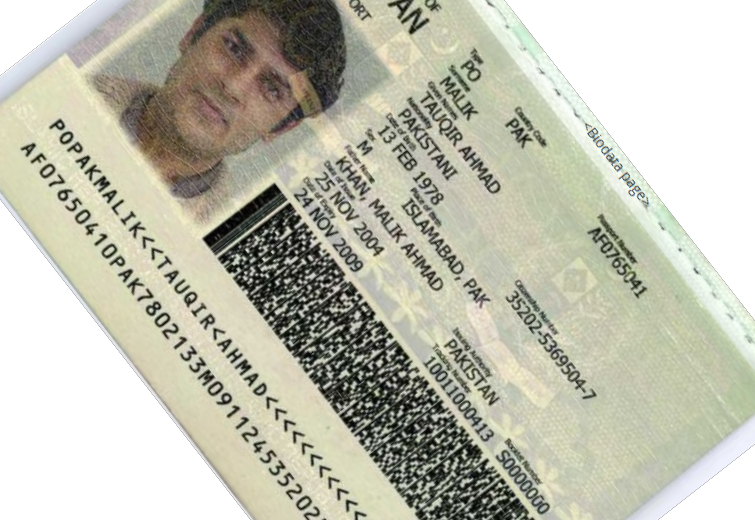 OF
PORT
AN
Type
PO
Country Code
PAK
<Biodata page>
Surname
MALIK
Given Names
TAUQIR AHMAD
Passport Number
AF0765041
Nationality
PAKISTANI
Date of Birth
13 FEB 1978
Citizenship Number
35202-5369504-7
Sex
M
Place of Birth
ISLAMABAD, PAK
Father Name
KHAN, MALIK AHMAD
Date of Issue
25 NOV 2004
Issuing Authority
PAKISTAN
Date of Expiry
24 NOV 2009
Tracking Number
10011000413
Booklet Number
S0000000
POPAKMALIK<<TAUQIR<AHMAD<<<<<<<<<<<<
AF07650410PAK7802133M091124535202